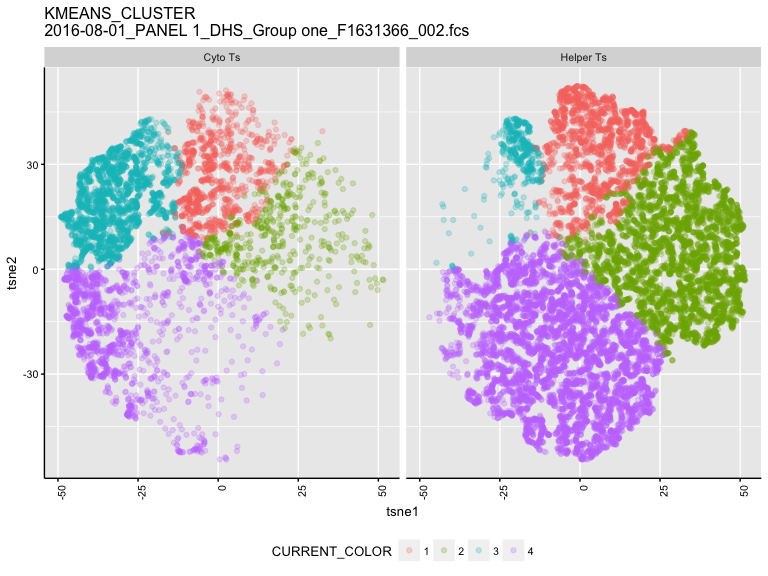 KMEANS_CLUSTER
2016-08-01_PANEL 1_DHS_Group one_F1631366_002.fcs
Cyto Ts
Helper Ts
tsne2
30
0
-30
-50
-25
0
25
50
-50
-25
0
25
50
tsne1
CURRENT_COLOR 1 2 3 4